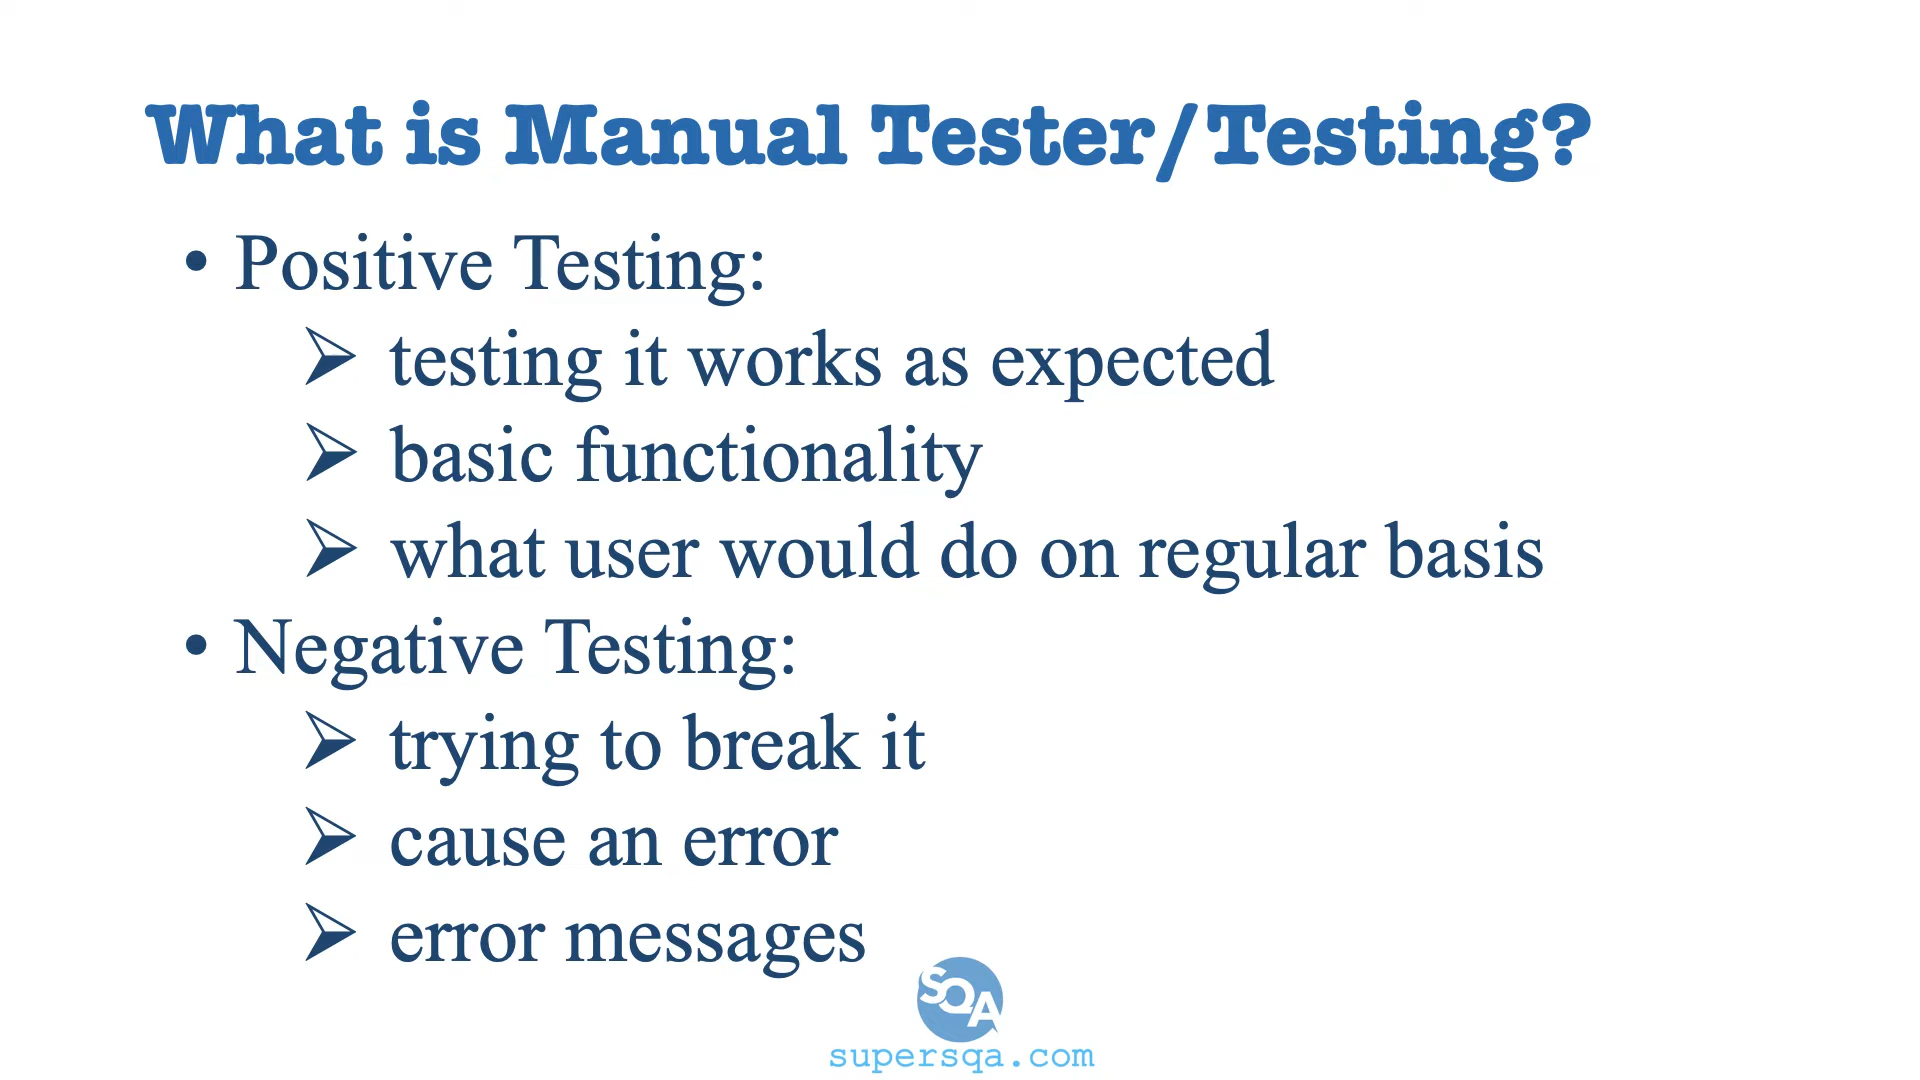 What is Manual Tester/Testing?
• Positive Testing:
➢ testing it works as expected
➢ basic functionality
➢ what user would do on regular basis
• Negative Testing:
➢ trying to break it
➢ cause an error
➢ error messages
SQA
supersqa.com